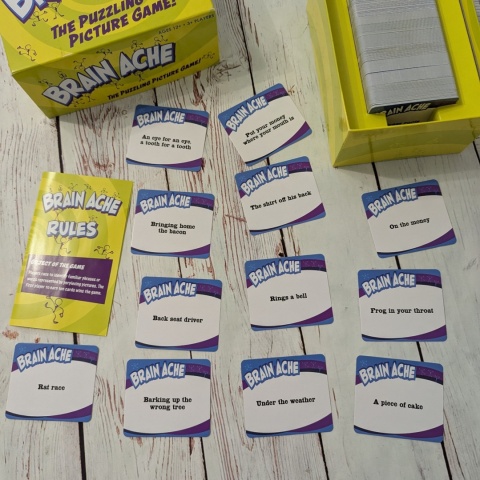 THE PUZZLING
PICTURE GAME!
AGES 12+ • 2+ PLAYERS
BRAIN ACHE
THE PUZZLING PICTURE GAME!
BRAIN ACHE
BRAIN ACHE
An eye for an eye,
a tooth for a tooth
BRAIN ACHE
Put your money
where your mouth is
BRAIN ACHE
RULES
OBJECT OF THE GAME
BRAIN ACHE
Bringing home
the bacon
BRAIN ACHE
The shirt off his back
BRAIN ACHE
On the money
BRAIN ACHE
Back seat driver
BRAIN ACHE
Rings a bell
BRAIN ACHE
Frog in your throat
BRAIN ACHE
Rat race
BRAIN ACHE
Barking up the
wrong tree
BRAIN ACHE
Under the weather
BRAIN ACHE
A piece of cake